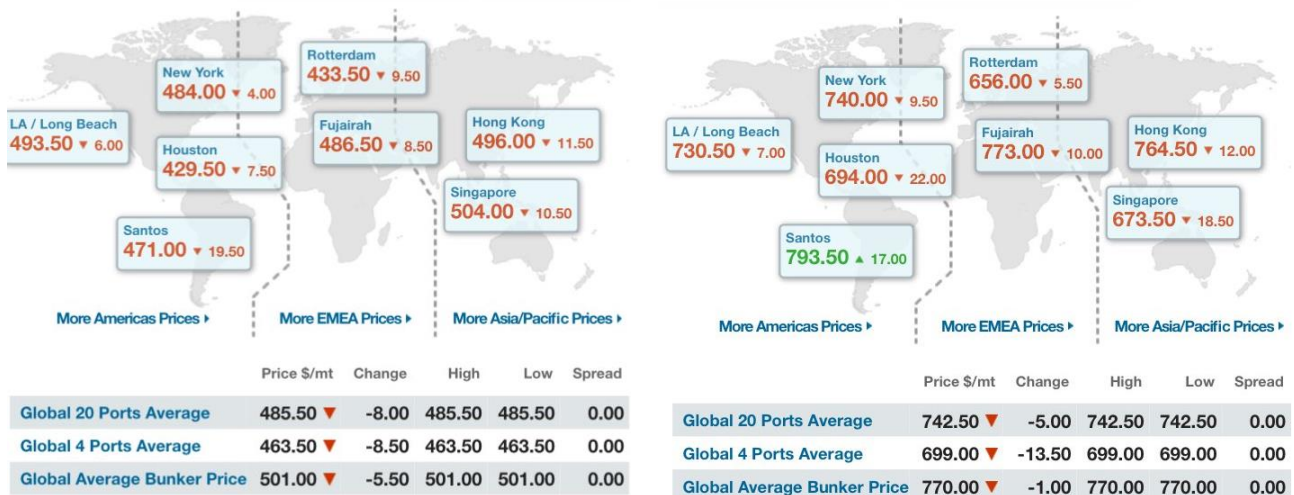 Rotterdam
433.50 ▼ 9.50
New York
484.00 ▼ 4.00
LA / Long Beach
493.50 ▼ 6.00
Houston
429.50 ▼ 7.50
Fujairah
486.50 ▼ 8.50
Hong Kong
496.00 ▼ 11.50
Singapore
504.00 ▼ 10.50
Santos
471.00 ▼ 19.50
More Americas Prices
More EMEA Prices
More Asia/Pacific Prices
Price $/mt Change High Low Spread
Global 20 Ports Average 485.50 ▼ -8.00 485.50 485.50 0.00
Global 4 Ports Average 463.50 ▼ -8.50 463.50 463.50 0.00
Global Average Bunker Price 501.00 ▼ -5.50 501.00 501.00 0.00
Rotterdam
656.00 ▼ 5.50
New York
740.00 ▼ 9.50
LA / Long Beach
730.50 ▼ 7.00
Houston
694.00 ▼ 22.00
Fujairah
773.00 ▼ 10.00
Hong Kong
764.50 ▼ 12.00
Singapore
673.50 ▼ 18.50
Santos
793.50 ▲ 17.00
More Americas Prices
More EMEA Prices
More Asia/Pacific Prices
Price $/mt Change High Low Spread
Global 20 Ports Average 742.50 ▼ -5.00 742.50 742.50 0.00
Global 4 Ports Average 699.00 ▼ -13.50 699.00 699.00 0.00
Global Average Bunker Price 770.00 ▼ -1.00 770.00 770.00 0.00